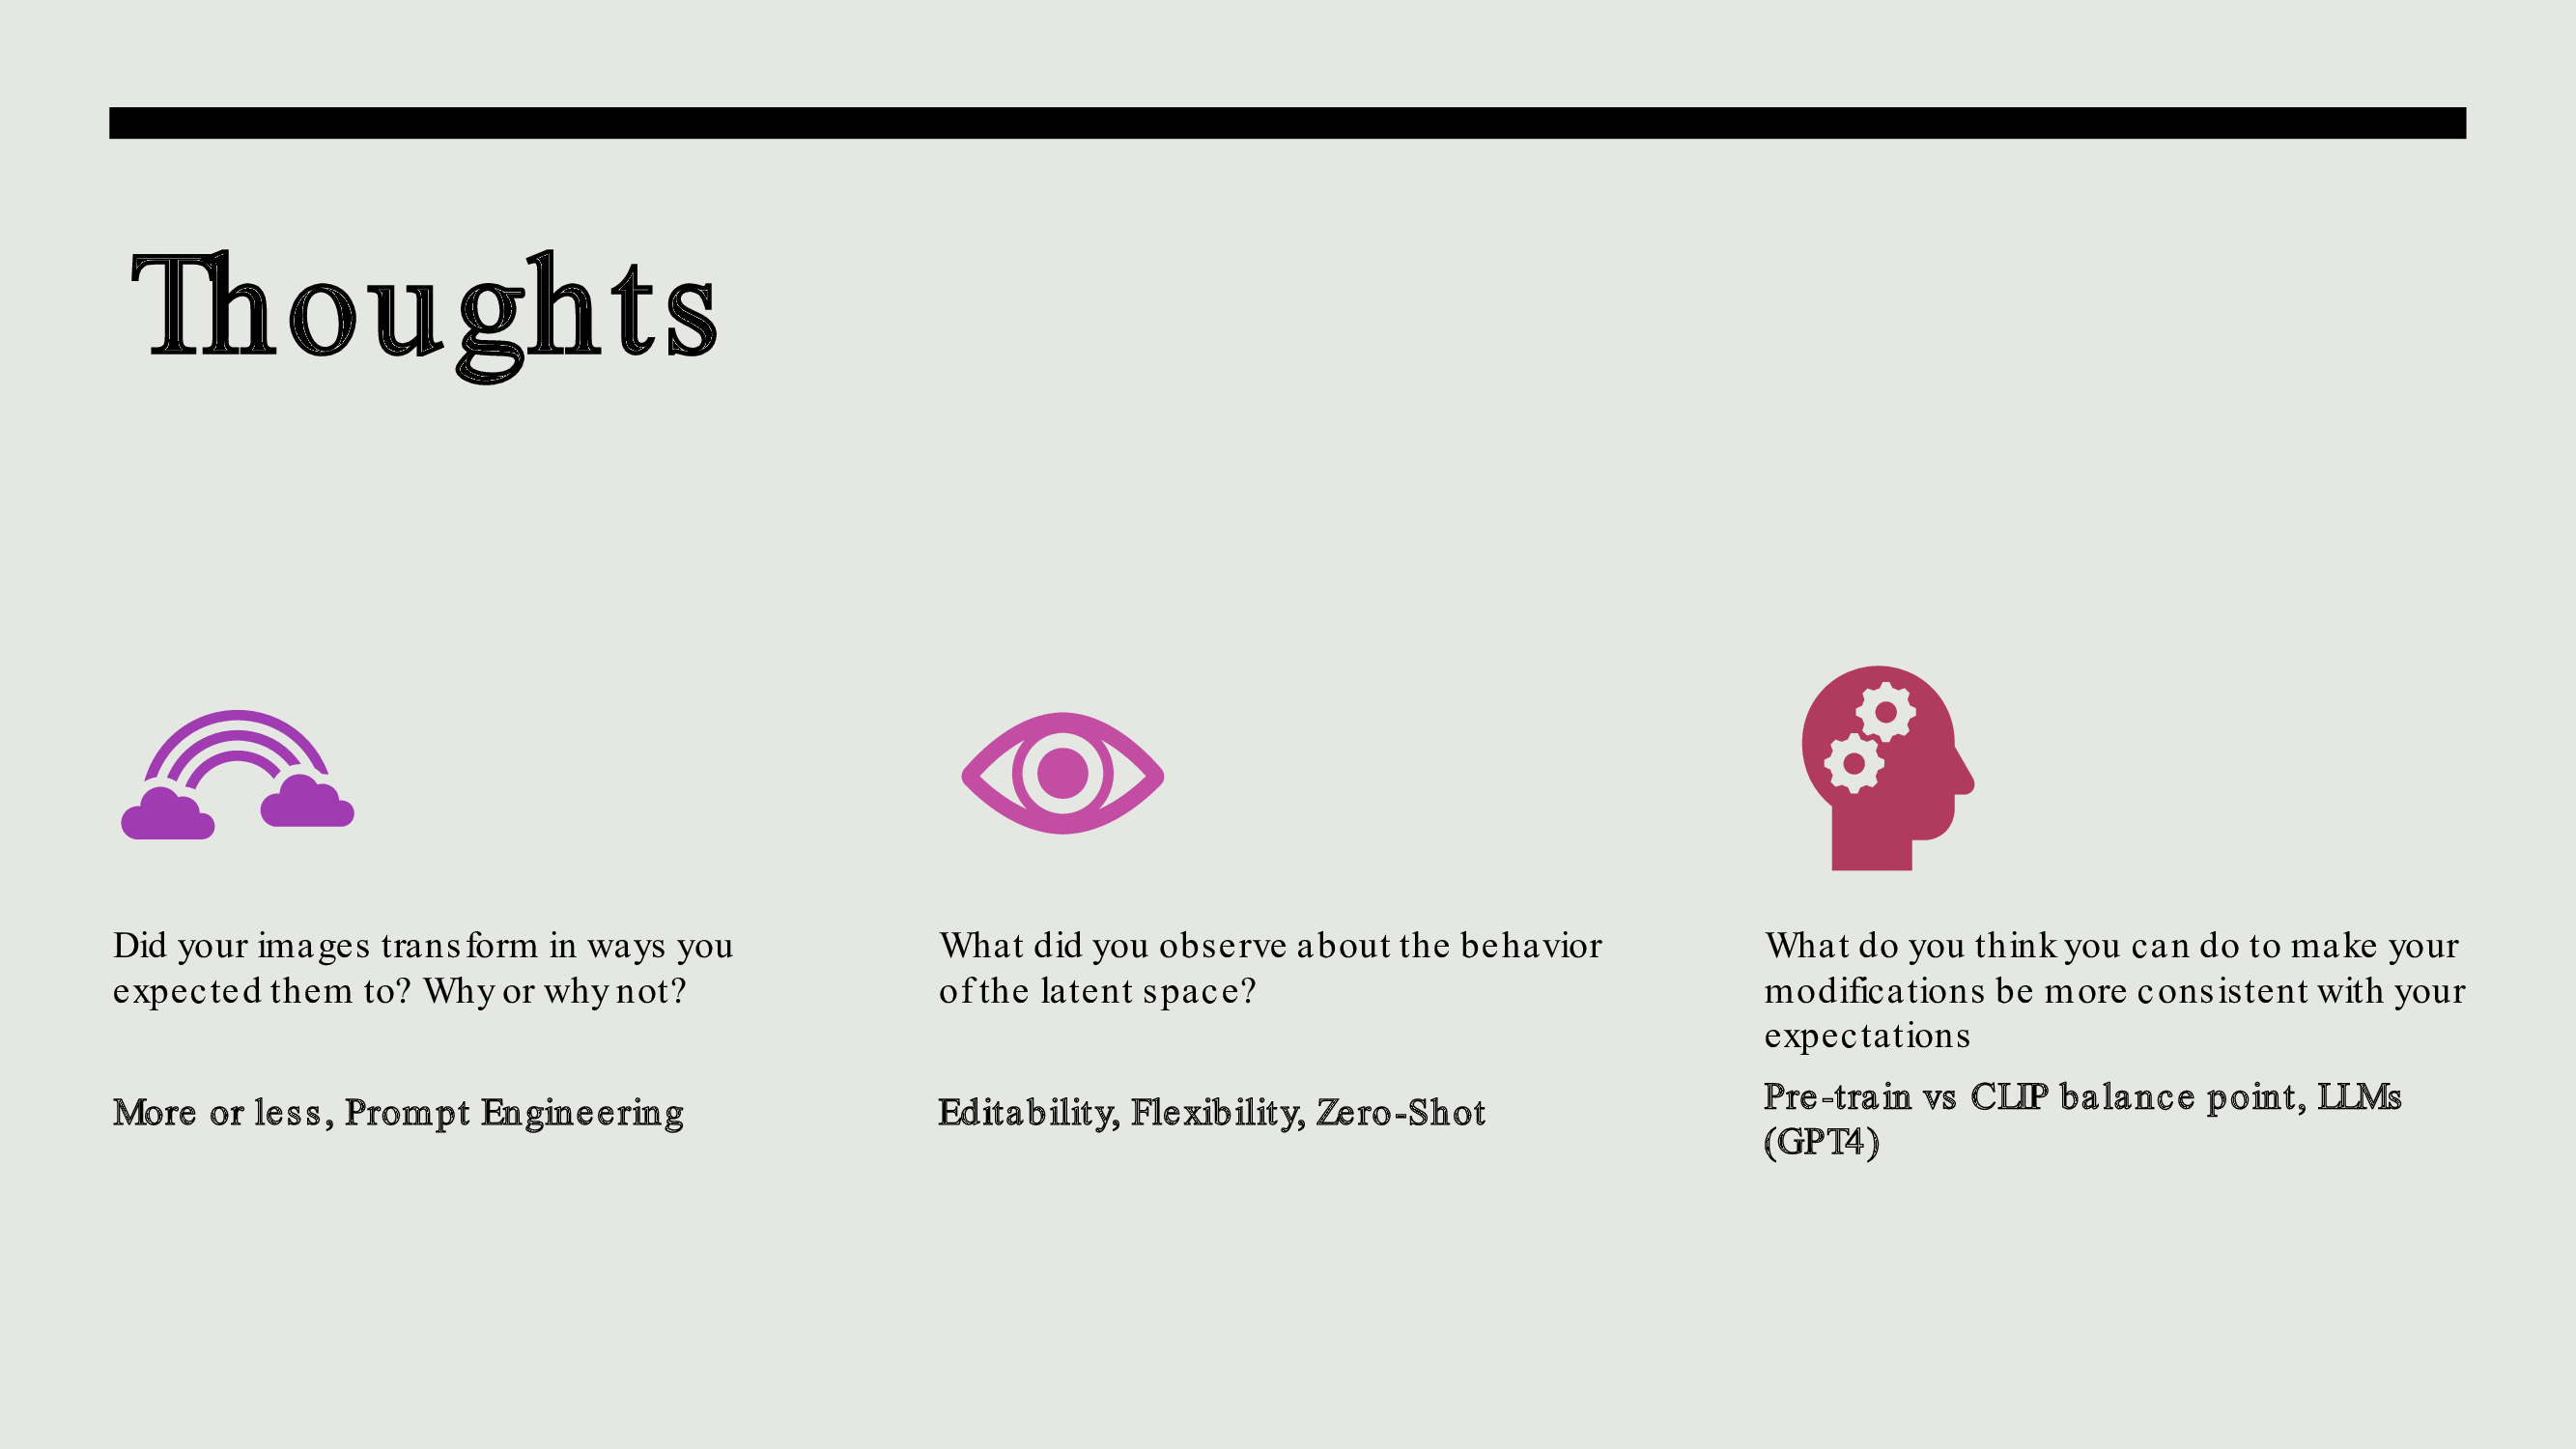 Thoughts
Did your images transform in ways you
expected them to? Why or why not?
More or less, Prompt Engineering
What did you observe about the behavior
of the latent space?
Editability, Flexibility, Zero-Shot
What do you think you can do to make your
modifications be more consistent with your
expectations
Pre-train vs CLIP balance point, LLMs
(GPT4)